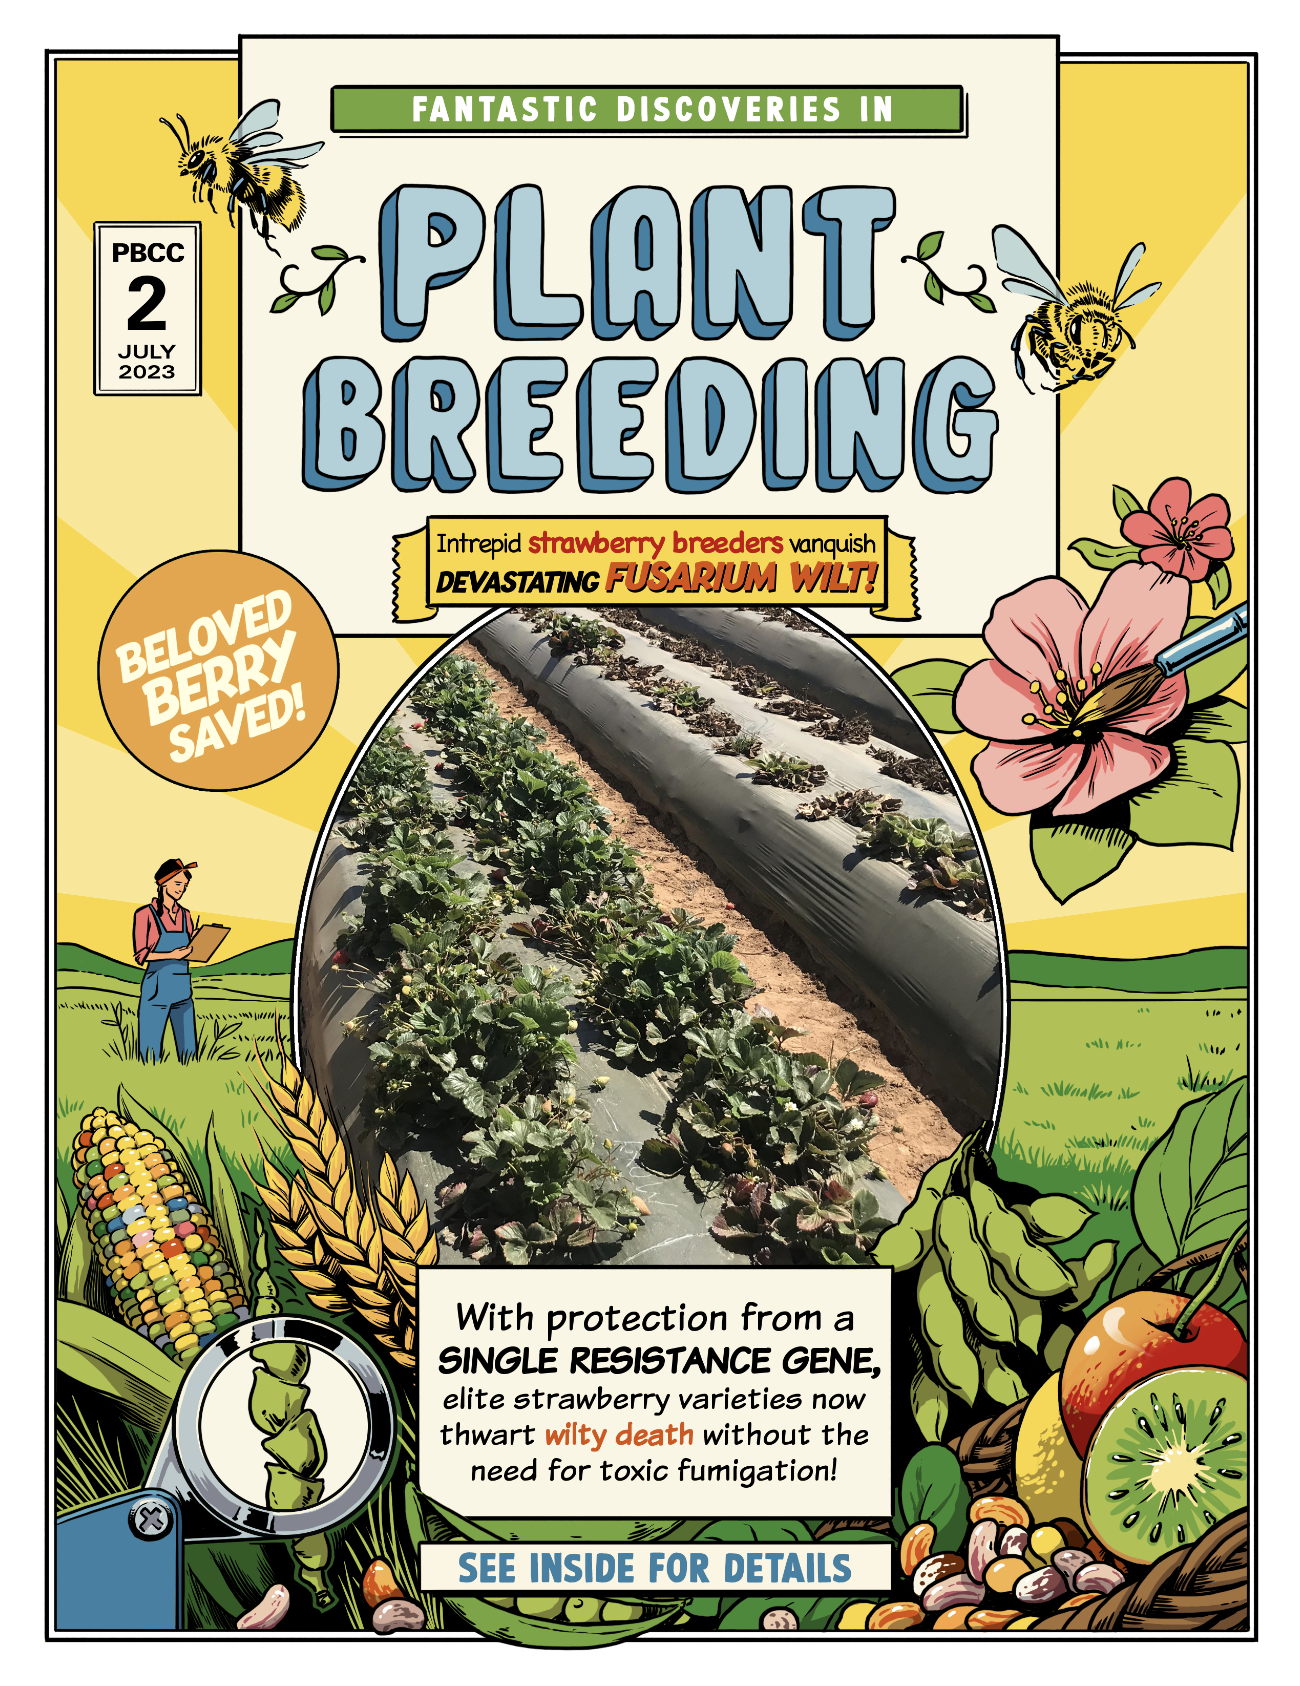 FANTASTIC DISCOVERIES IN
PLANT
BREEDING
PBCC
2
JULY
2023
Intrepid strawberry breeders vanquish
DEVASTATING FUSARIUM WILT!
BELOVED
BERRY
SAVED!
With protection from a
SINGLE RESISTANCE GENE,
elite strawberry varieties now
thwart wilty death without the
need for toxic fumigation!
SEE INSIDE FOR DETAILS